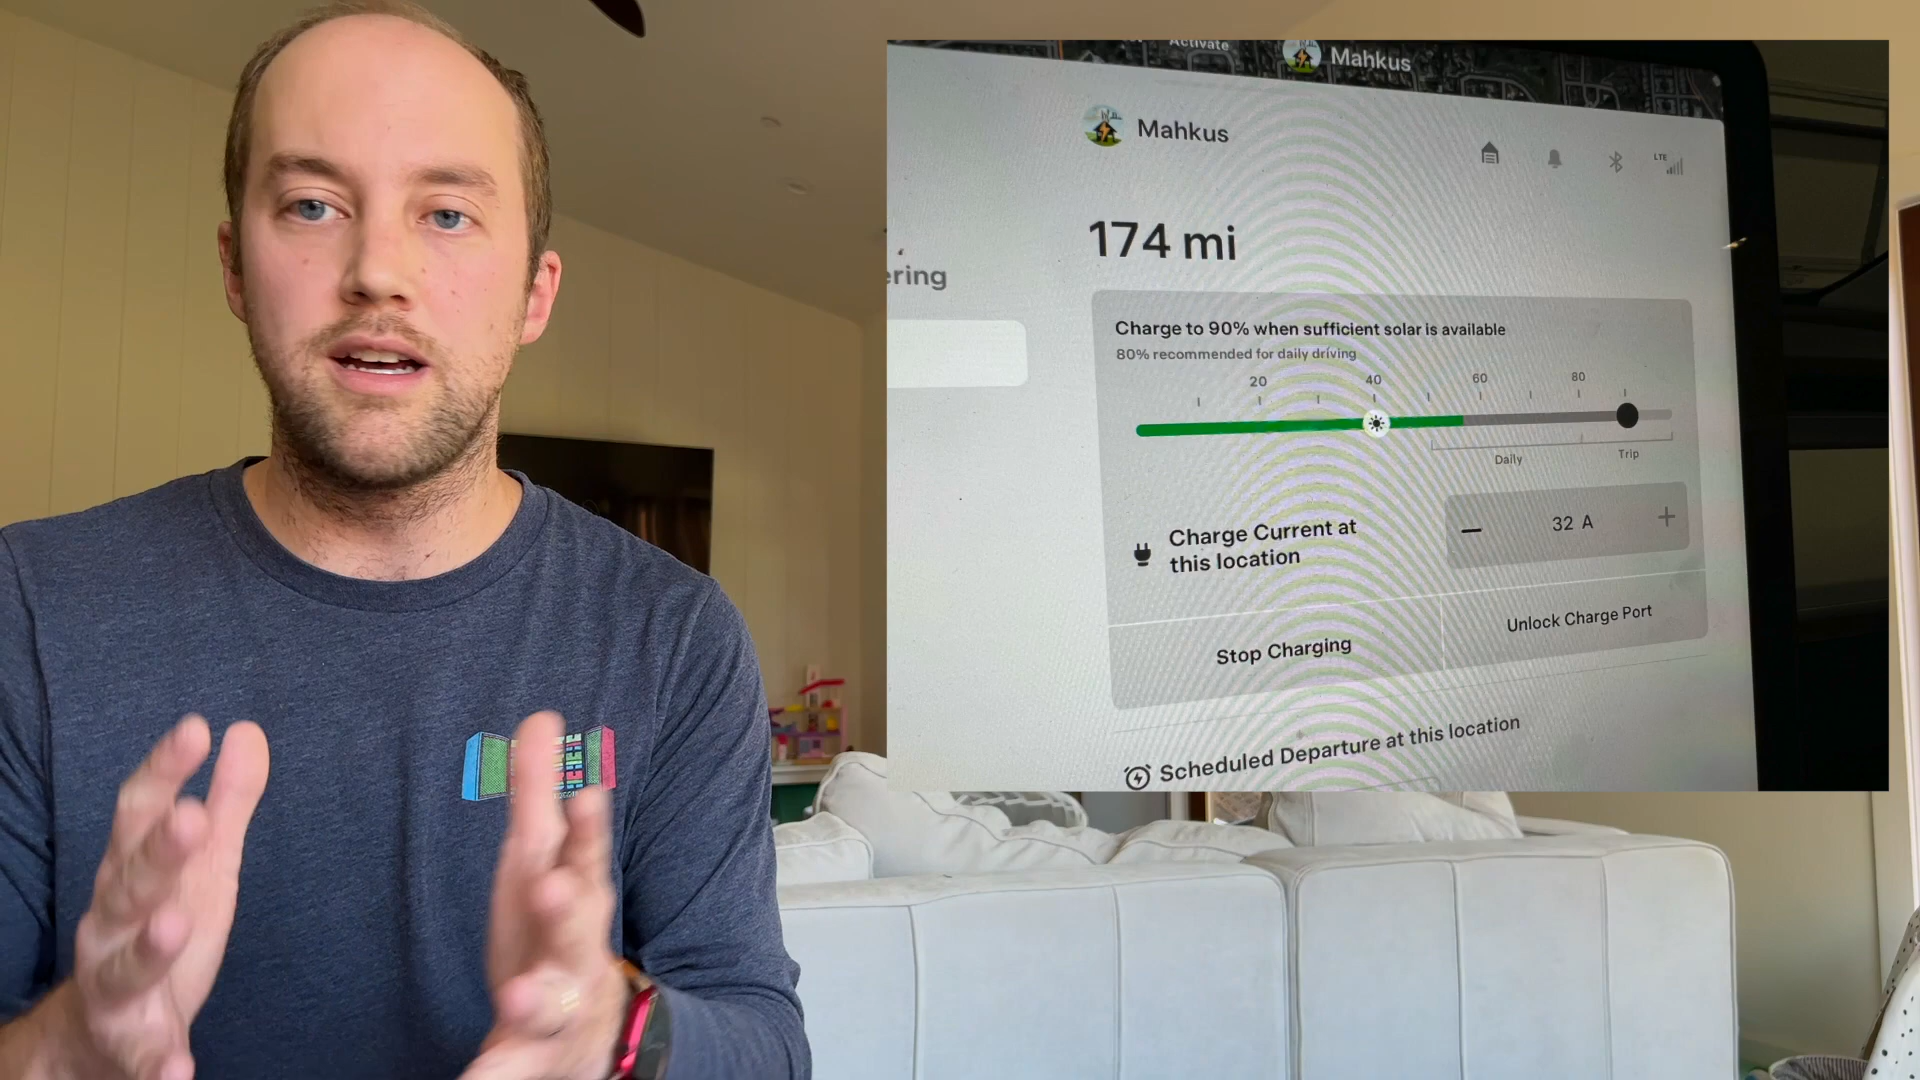 Activate
Mahkus
Mahkus
LTE
174 mi
ring
Charge to 90% when sufficient solar is available
80% recommended for daily driving
20 40 60 80
Daily Trip
Charge Current at
this location
32 A
Stop Charging
Unlock Charge Port
Scheduled Departure at this location